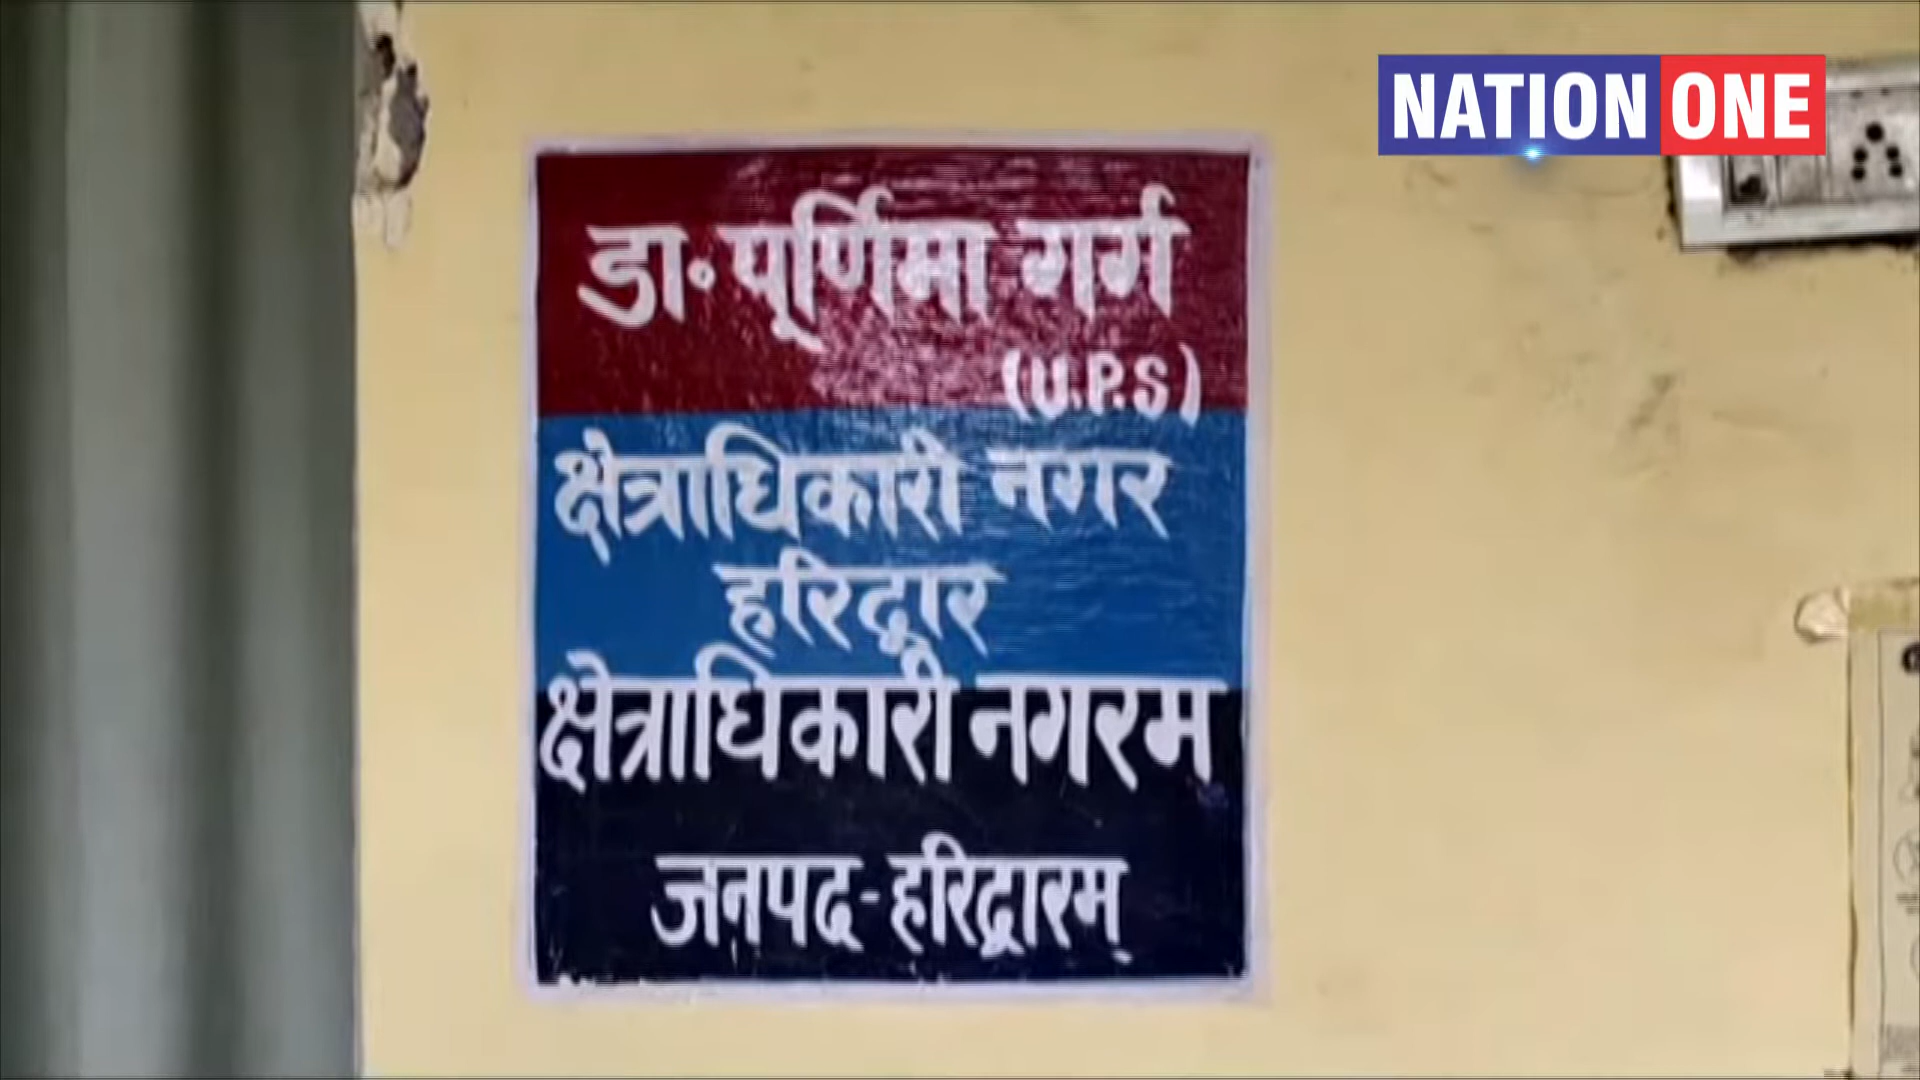 NATION ONE
डा॰ पूर्णिमा गर्ग
(U.P.S)
क्षेत्राधिकारी नगर
हरिद्वार
क्षेत्राधिकारी नगरम
जनपद-हरिद्वारम्